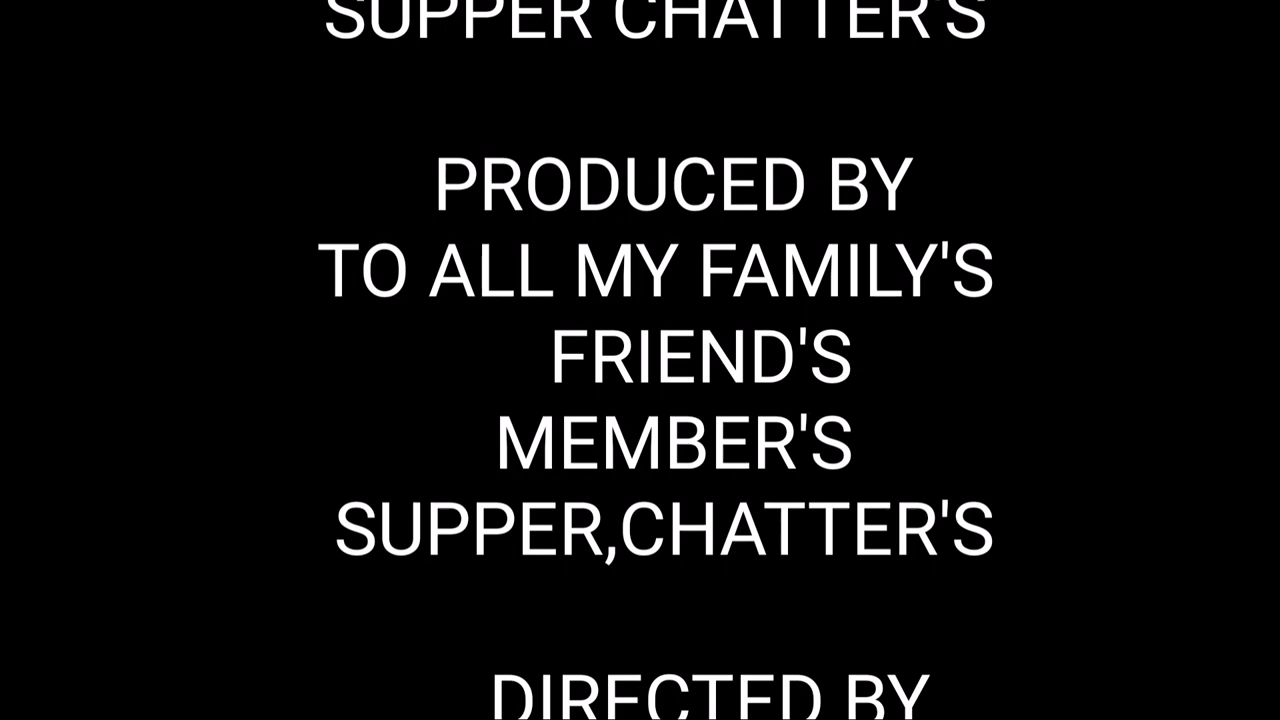 SUPPER CHATTER'S
PRODUCED BY
TO ALL MY FAMILY'S
FRIEND'S
MEMBER'S
SUPPER,CHATTER'S
DIRECTED BY